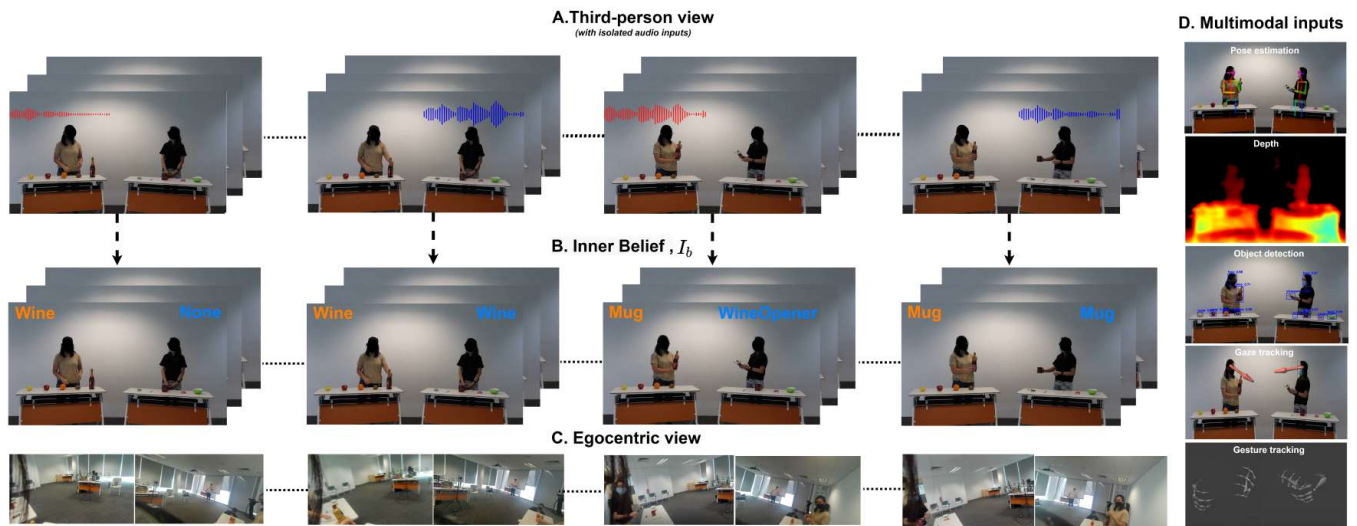 A.Third-person view
(with isolated audio inputs)
B. Inner Belief , I_b
Wine
None
Wine
Wine
Mug
WineOpener
Mug
Mug
C. Egocentric view
D. Multimodal inputs
Pose estimation
Depth
Object detection
Gaze tracking
Gesture tracking